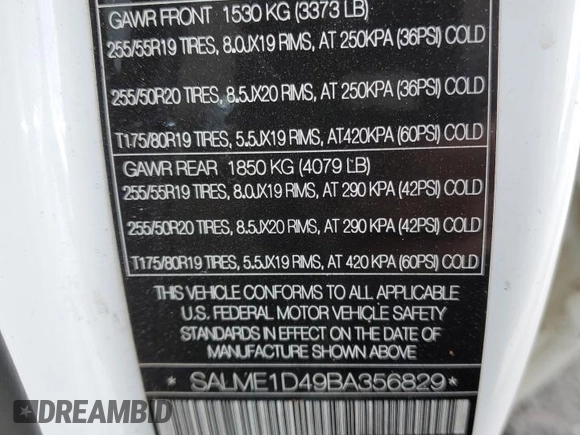 GAWR FRONT 1530 KG (3373 LB)
255/55R19 TIRES, 8.0JX19 RIMS, AT 250KPA (36PSI) COLD
255/50R20 TIRES, 8.5JX20 RIMS, AT 250KPA (36PSI) COLD
T175/80R19 TIRES, 5.5JX19 RIMS, AT420KPA (60PSI) COLD
GAWR REAR 1850 KG (4079 LB)
255/55R19 TIRES, 8.0JX19 RIMS, AT 290 KPA (42PSI) COLD
255/50R20 TIRES, 8.5JX20 RIMS, AT 290 KPA (42PSI) COLD
T175/80R19 TIRES, 5.5JX19 RIMS, AT 420 KPA (60PSI) COLD
THIS VEHICLE CONFORMS TO ALL APPLICABLE
U.S. FEDERAL MOTOR VEHICLE SAFETY
STANDARDS IN EFFECT ON THE DATE OF
MANUFACTURE SHOWN ABOVE
* SALME1D49BA356829 *
DREAMBID